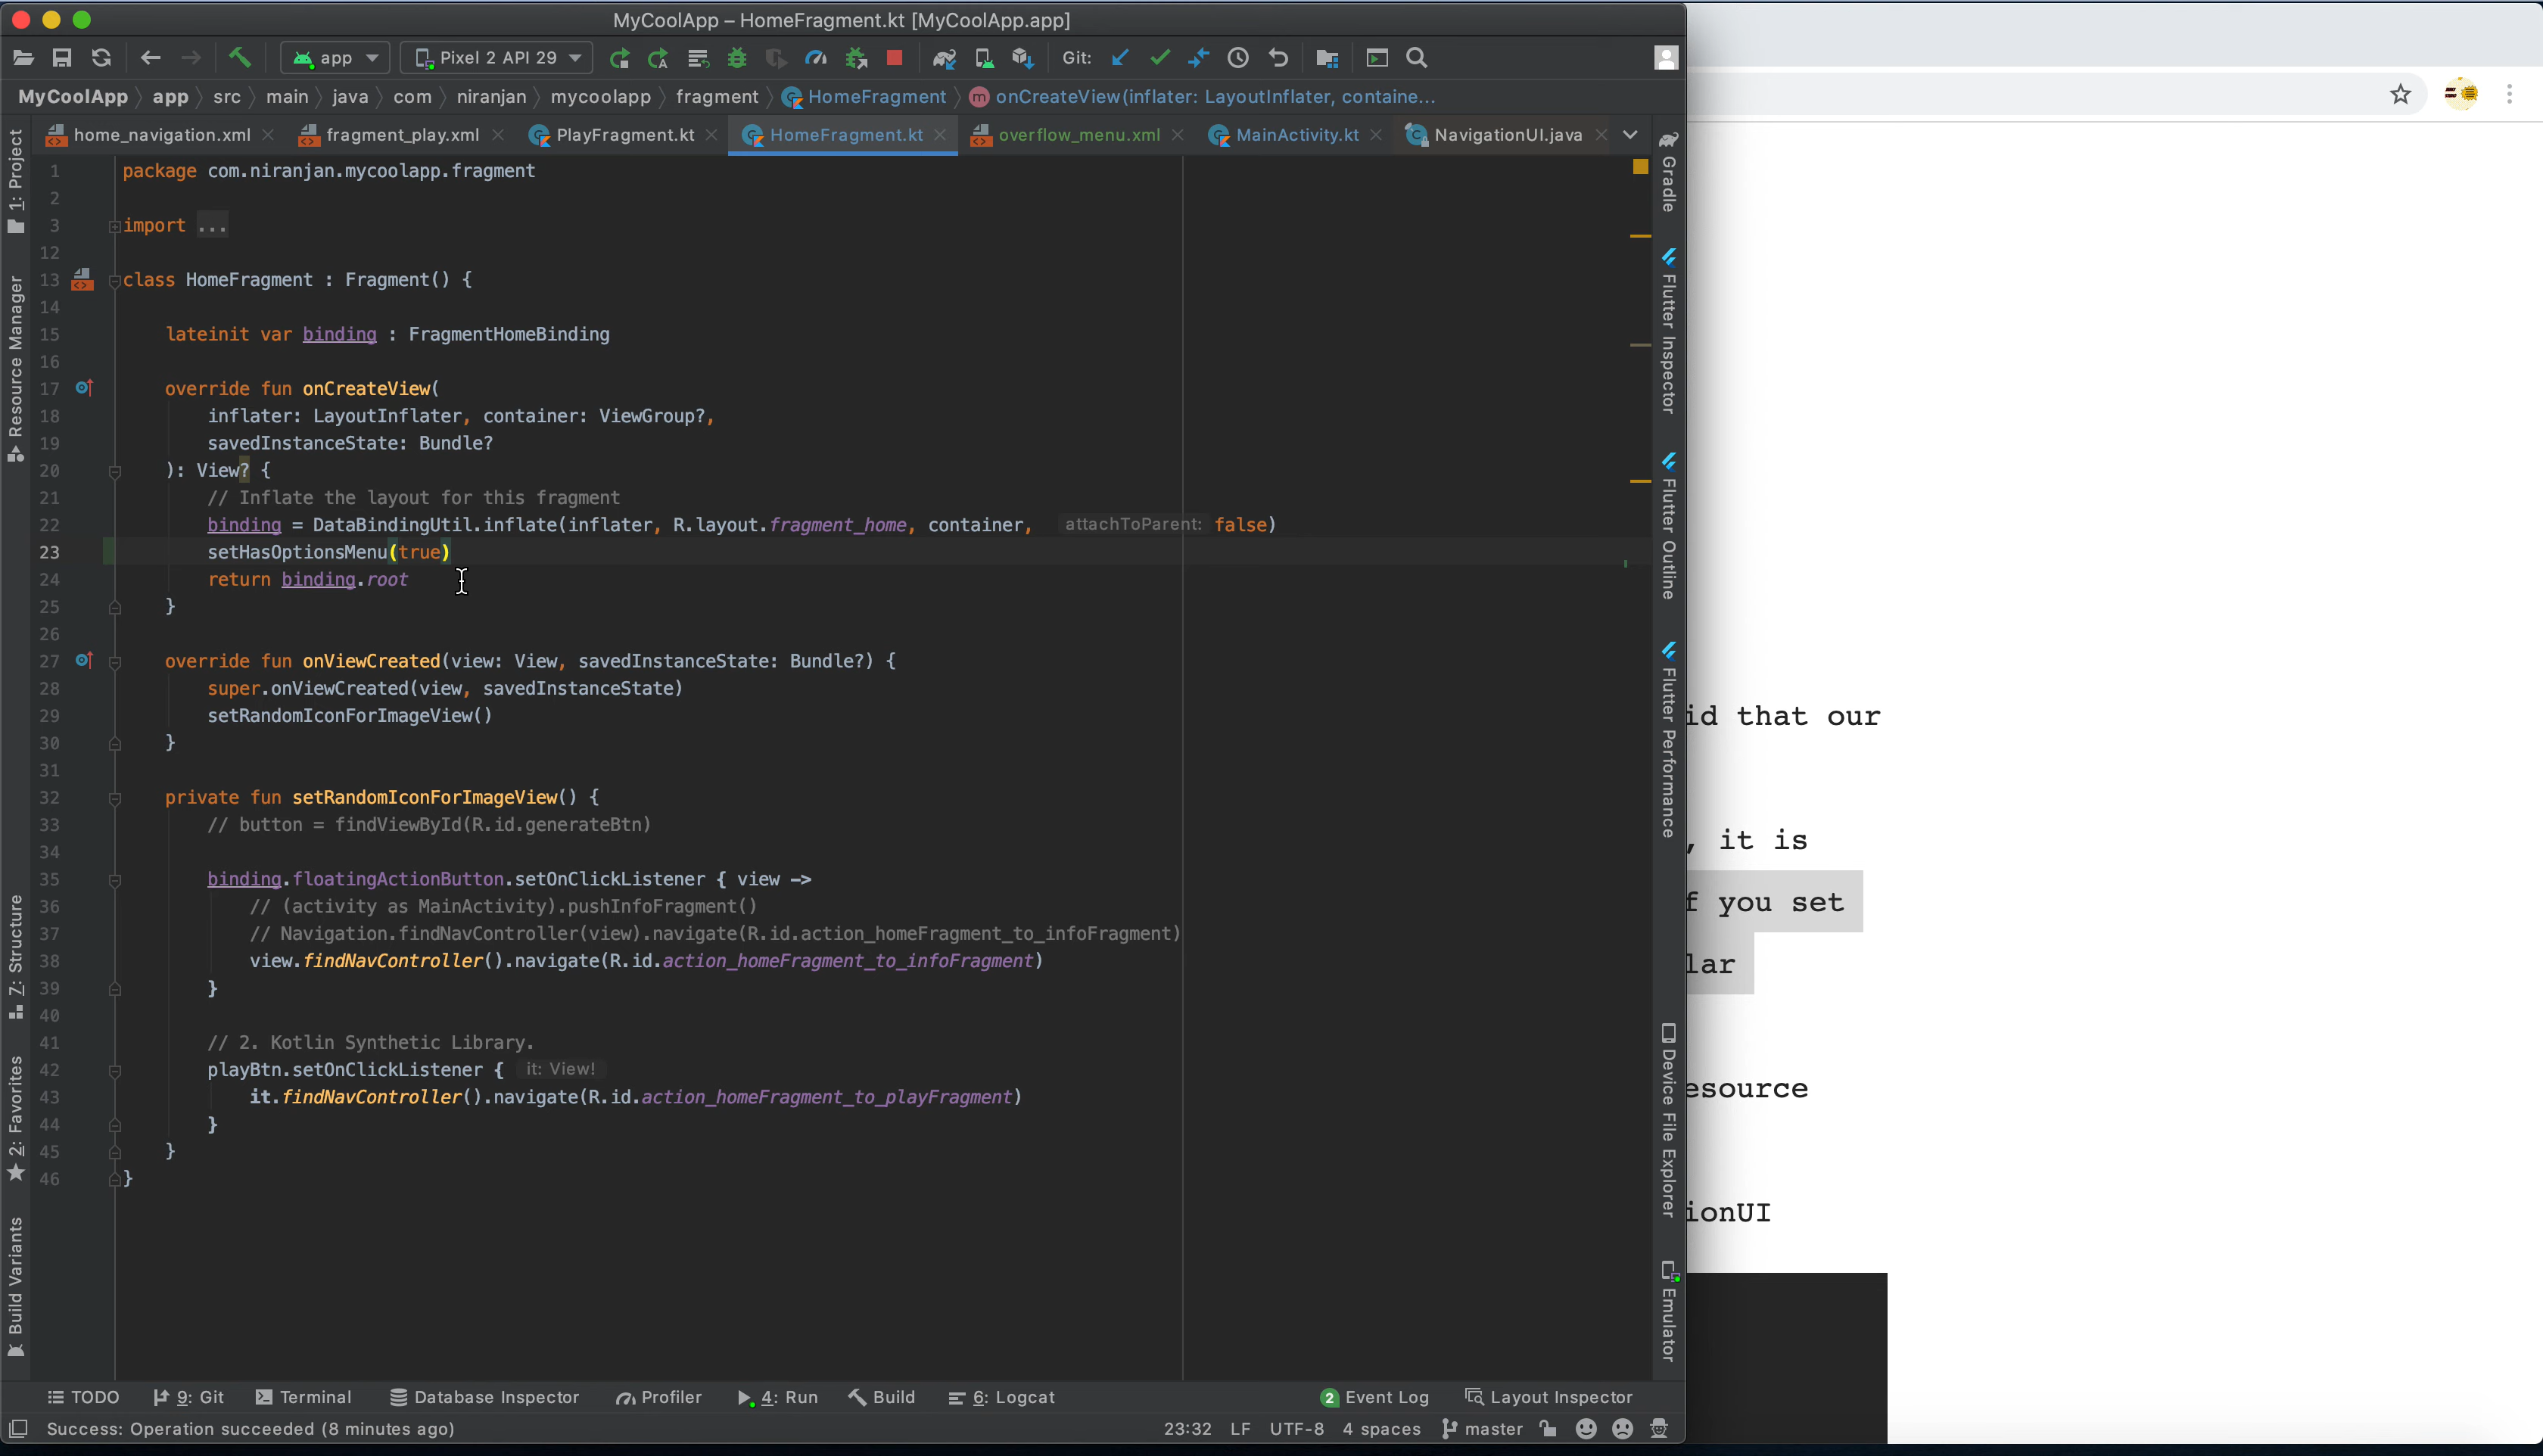 MyCoolApp – HomeFragment.kt [MyCoolApp.app]
app
Pixel 2 API 29
Git:
MyCoolApp
app
src
main
java
com
niranjan
mycoolapp
fragment
HomeFragment
onCreateView(inflater: LayoutInflater, containe...
home_navigation.xml
fragment_play.xml
PlayFragment.kt
HomeFragment.kt
overflow_menu.xml
MainActivity.kt
NavigationUI.java
1: Project
Resource Manager
7: Structure
2: Favorites
Build Variants
1 package com.niranjan.mycoolapp.fragment
2
3 import ...
12
13 class HomeFragment : Fragment() {
14
15 lateinit var binding : FragmentHomeBinding
16
17 override fun onCreateView(
18 inflater: LayoutInflater, container: ViewGroup?,
19 savedInstanceState: Bundle?
20 ): View? {
21 // Inflate the layout for this fragment
22 binding = DataBindingUtil.inflate(inflater, R.layout.fragment_home, container, attachToParent: false)
23 setHasOptionsMenu(true)
24 return binding.root
25 }
26
27 override fun onViewCreated(view: View, savedInstanceState: Bundle?) {
28 super.onViewCreated(view, savedInstanceState)
29 setRandomIconForImageView()
30 }
31
32 private fun setRandomIconForImageView() {
33 // button = findViewById(R.id.generateBtn)
34
35 binding.floatingActionButton.setOnClickListener { view ->
36 // (activity as MainActivity).pushInfoFragment()
37 // Navigation.findNavController(view).navigate(R.id.action_homeFragment_to_infoFragment)
38 view.findNavController().navigate(R.id.action_homeFragment_to_infoFragment)
39 }
40
41 // 2. Kotlin Synthetic Library.
42 playBtn.setOnClickListener { it: View!
43 it.findNavController().navigate(R.id.action_homeFragment_to_playFragment)
44 }
45 }
46 }
Gradle
Flutter Inspector
Flutter Outline
Flutter Performance
Device File Explorer
Emulator
id that our
, it is
f you set
lar
esource
ionUI
TODO
9: Git
Terminal
Database Inspector
Profiler
4: Run
Build
6: Logcat
2 Event Log
Layout Inspector
Success: Operation succeeded (8 minutes ago)
23:32
LF
UTF-8
4 spaces
master